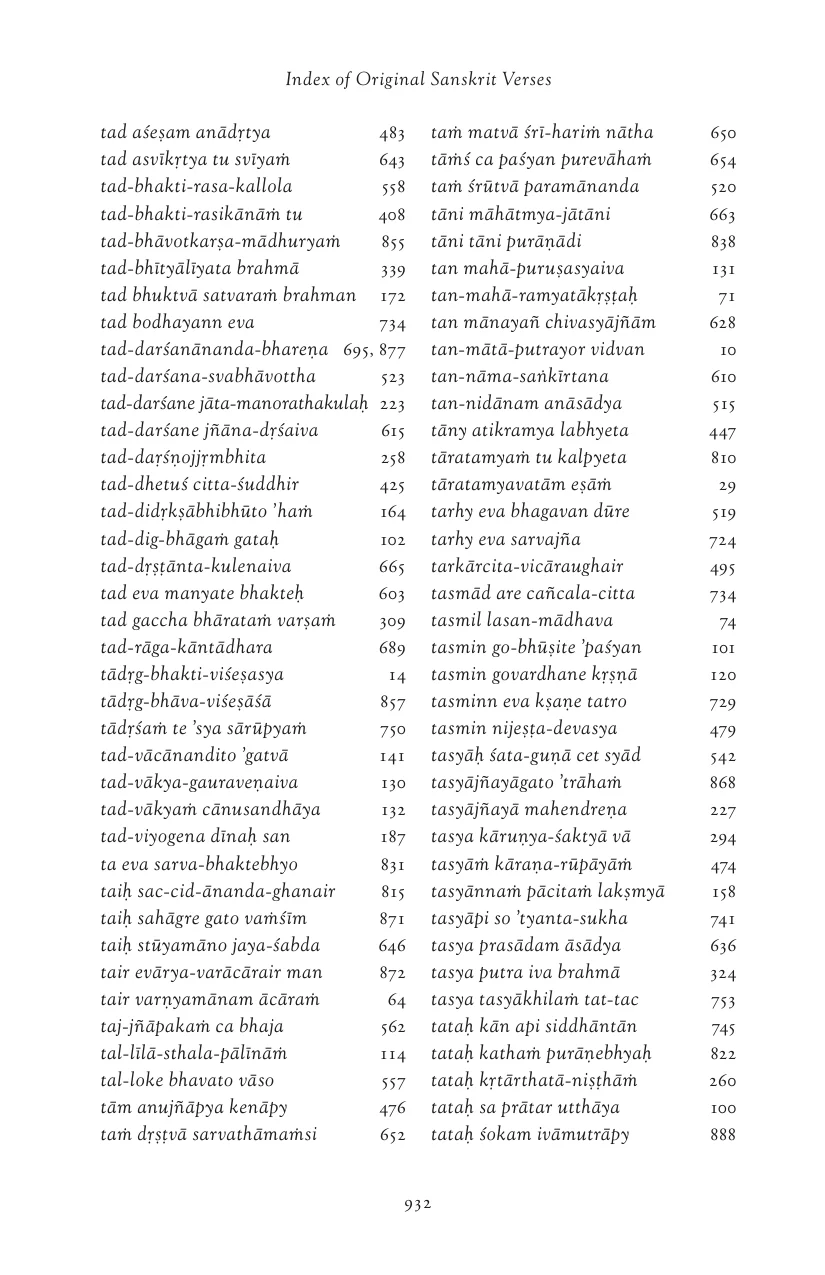 Index of Original Sanskrit Verses
tad aśeṣam anādṛtya 483
tad asvīkṛtya tu svīyaṁ 643
tad-bhakti-rasa-kallola 558
tad-bhakti-rasikānāṁ tu 408
tad-bhāvotkarṣa-mādhuryaṁ 855
tad-bhītyālīyata brahmā 339
tad bhuktvā satvaraṁ brahman 172
tad bodhayann eva 734
tad-darśanānanda-bhareṇa 695, 877
tad-darśana-svabhāvottha 523
tad-darśane jāta-manorathakulaḥ 223
tad-darśane jñāna-dṛśaiva 615
tad-daṛśṇojjṛmbhita 258
tad-dhetuś citta-śuddhir 425
tad-didṛkṣābhibhūto ’haṁ 164
tad-dig-bhāgaṁ gataḥ 102
tad-dṛṣṭānta-kulenaiva 665
tad eva manyate bhakteḥ 603
tad gaccha bhārataṁ varṣaṁ 309
tad-rāga-kāntādhara 689
tādṛg-bhakti-viśeṣasya 14
tādṛg-bhāva-viśeṣāśā 857
tādṛśaṁ te ’sya sārūpyaṁ 750
tad-vācānandito ’gatvā 141
tad-vākya-gauraveṇaiva 130
tad-vākyaṁ cānusandhāya 132
tad-viyogena dīnaḥ san 187
ta eva sarva-bhaktebhyo 831
taiḥ sac-cid-ānanda-ghanair 815
taiḥ sahāgre gato vaṁśīm 871
taiḥ stūyamāno jaya-śabda 646
tair evārya-varācārair man 872
tair varṇyamānam ācāraṁ 64
taj-jñāpakaṁ ca bhaja 562
tal-līlā-sthala-pālīnāṁ 114
tal-loke bhavato vāso 557
tām anujñāpya kenāpy 476
taṁ dṛṣṭvā sarvathāmaṁsi 652
taṁ matvā śrī-hariṁ nātha 650
tāṁś ca paśyan purevāhaṁ 654
taṁ śrūtvā paramānanda 520
tāni māhātmya-jātāni 663
tāni tāni purāṇādi 838
tan mahā-puruṣasyaiva 131
tan-mahā-ramyatākṛṣṭaḥ 71
tan mānayañ chivasyājñām 628
tan-mātā-putrayor vidvan 10
tan-nāma-saṅkīrtana 610
tan-nidānam anāsādya 515
tāny atikramya labhyeta 447
tāratamyaṁ tu kalpyeta 810
tāratamyavatām eṣāṁ 29
tarhy eva bhagavan dūre 519
tarhy eva sarvajña 724
tarkārcita-vicāraughair 495
tasmād are cañcala-citta 734
tasmil lasan-mādhava 74
tasmin go-bhūṣite ’paśyan 101
tasmin govardhane kṛṣṇā 120
tasminn eva kṣaṇe tatro 729
tasmin nijeṣṭa-devasya 479
tasyāḥ śata-guṇā cet syād 542
tasyājñayāgato ’trāhaṁ 868
tasyājñayā mahendreṇa 227
tasya kāruṇya-śaktyā vā 294
tasyāṁ kāraṇa-rūpāyāṁ 474
tasyānnaṁ pācitaṁ lakṣmyā 158
tasyāpi so ’tyanta-sukha 741
tasya prasādam āsādya 636
tasya putra iva brahmā 324
tasya tasyākhilaṁ tat-tac 753
tataḥ kān api siddhāntān 745
tataḥ kathaṁ purāṇebhyaḥ 822
tataḥ kṛtārthatā-niṣṭhāṁ 260
tataḥ sa prātar utthāya 100
tataḥ śokam ivāmutrāpy 888
932